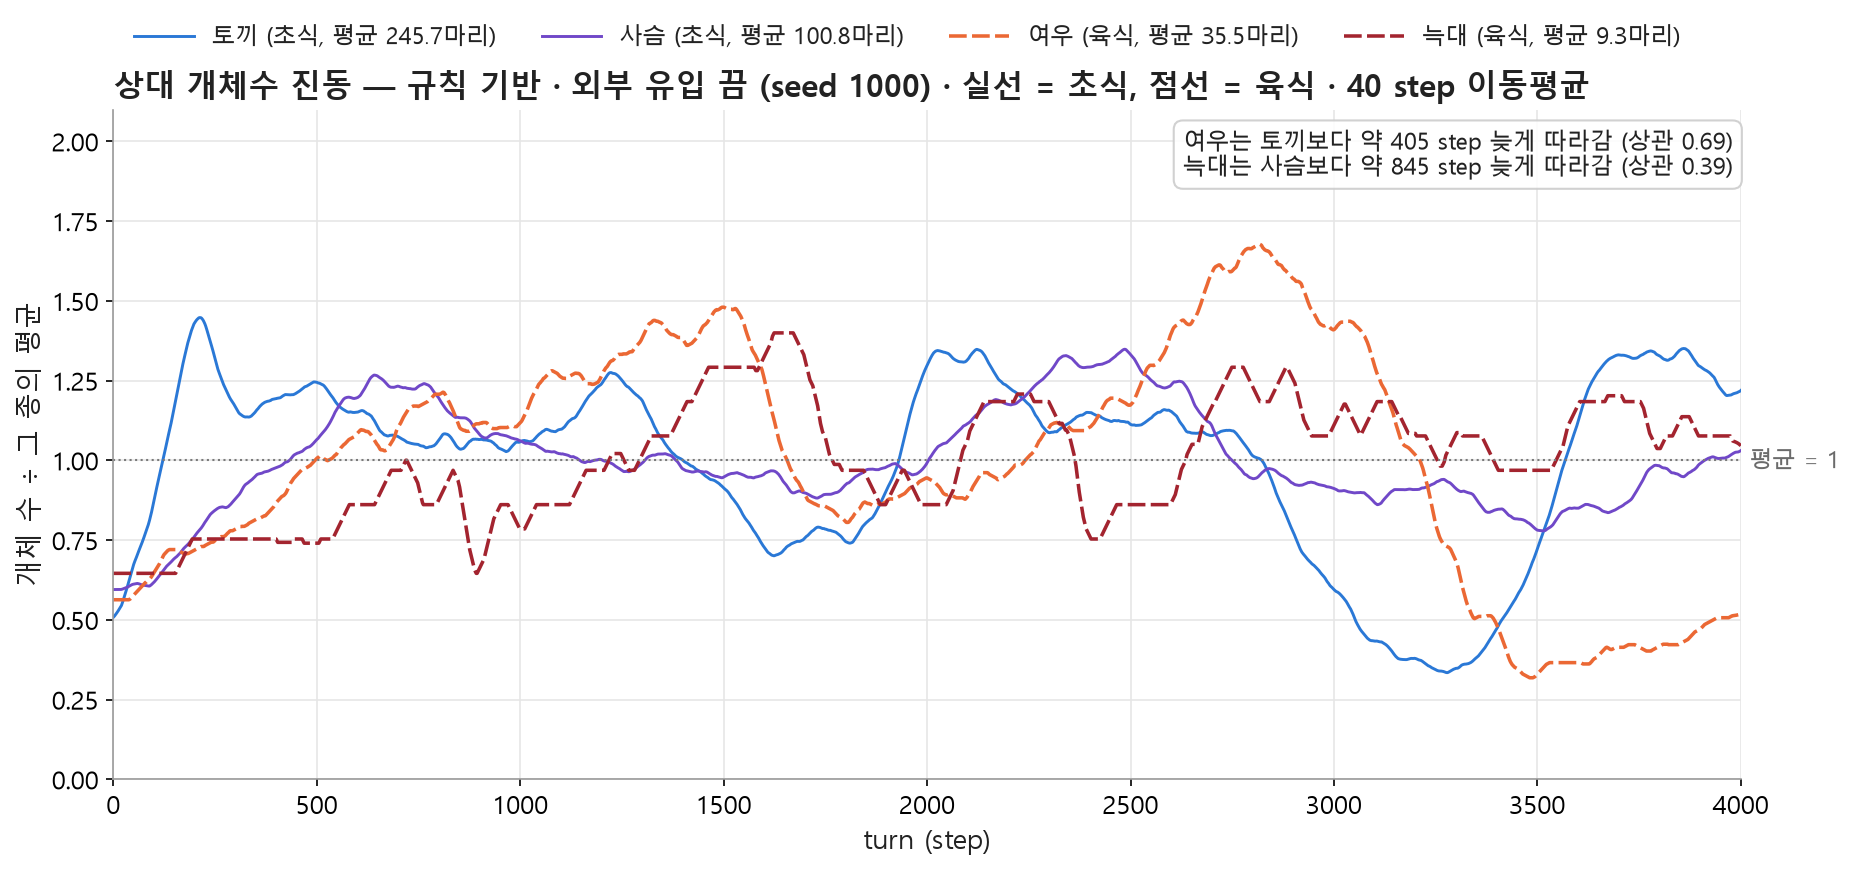 토끼 (초식, 평균 245.7마리) 사슴 (초식, 평균 100.8마리) 여우 (육식, 평균 35.5마리) 늑대 (육식, 평균 9.3마리)
상대 개체수 진동 — 규칙 기반 · 외부 유입 끔 (seed 1000) · 실선 = 초식, 점선 = 육식 · 40 step 이동평균
여우는 토끼보다 약 405 step 늦게 따라감 (상관 0.69)
늑대는 사슴보다 약 845 step 늦게 따라감 (상관 0.39)
개체 수 ÷ 그 종의 평균
2.00
1.75
1.50
1.25
1.00
0.75
0.50
0.25
0.00
평균 = 1
0 500 1000 1500 2000 2500 3000 3500 4000
turn (step)